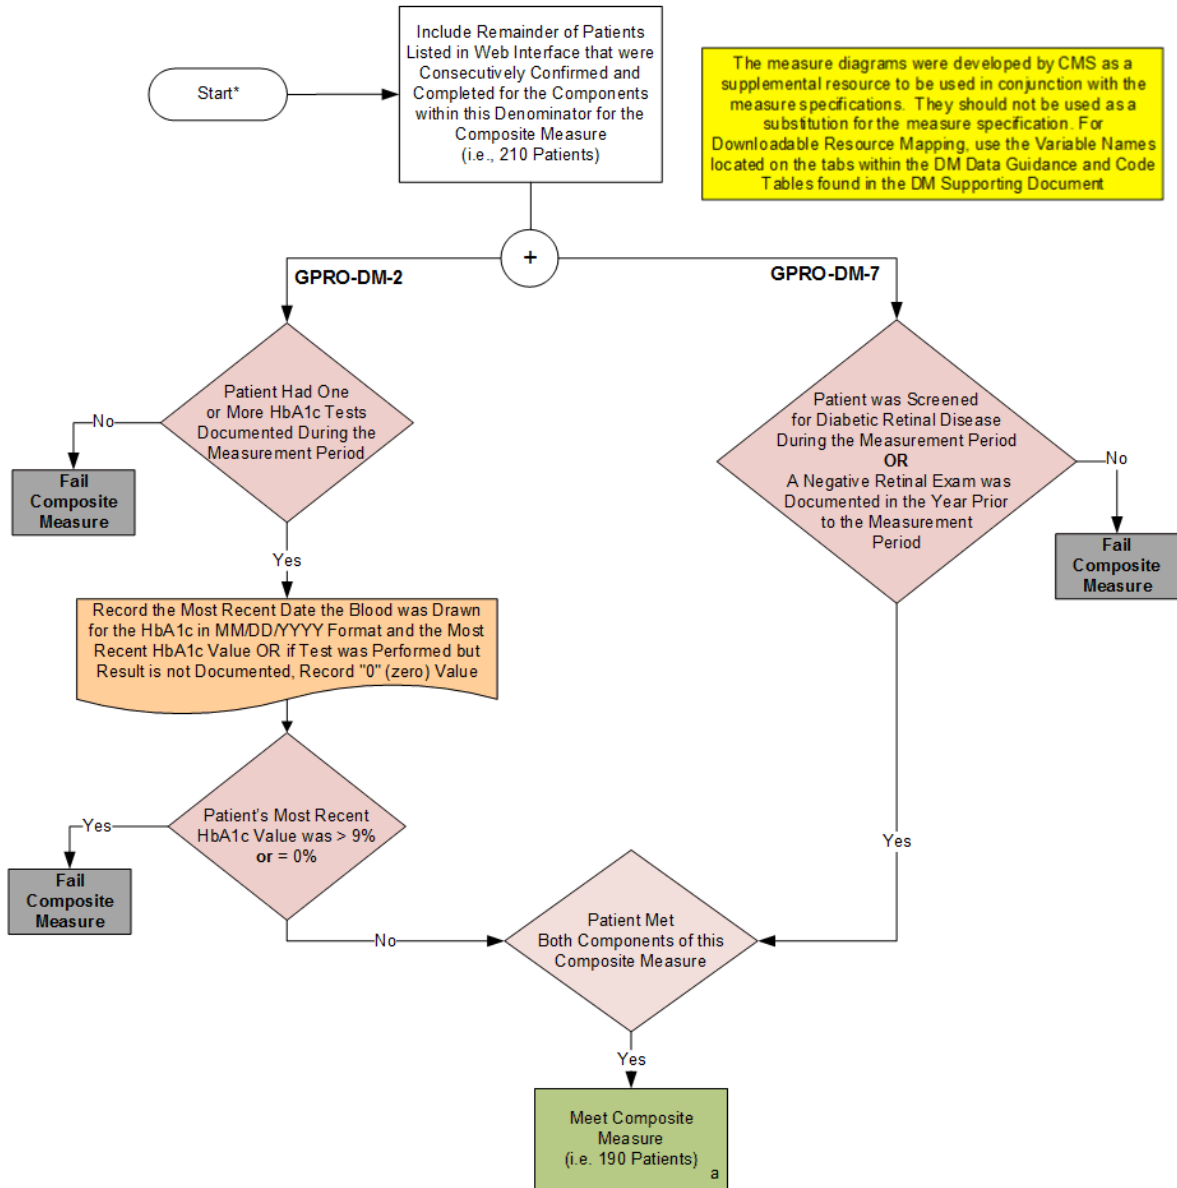 Include Remainder of Patients
Listed in Web Interface that were
Consecutively Confirmed and
Completed for the Components
within this Denominator for the
Composite Measure
(i.e., 210 Patients)
Start*
The measure diagrams were developed by CMS as a
supplemental resource to be used in conjunction with the
measure specifications. They should not be used as a
substitution for the measure specification. For
Downloadable Resource Mapping, use the Variable Names
located on the tabs within the DM Data Guidance and Code
Tables found in the DM Supporting Document
+
GPRO-DM-2
GPRO-DM-7
Patient Had One
or More HbA1c Tests
Documented During the
Measurement Period
No
Fail
Composite
Measure
Yes
Patient was Screened
for Diabetic Retinal Disease
During the Measurement Period
OR
A Negative Retinal Exam was
Documented in the Year Prior
to the Measurement
Period
No
Fail
Composite
Measure
Record the Most Recent Date the Blood was Drawn
for the HbA1c in MM/DD/YYYY Format and the Most
Recent HbA1c Value OR if Test was Performed but
Result is not Documented, Record "0" (zero) Value
Patient's Most Recent
HbA1c Value was > 9%
or = 0%
Yes
Fail
Composite
Measure
No
Yes
Patient Met
Both Components of this
Composite Measure
Yes
Meet Composite
Measure
(i.e. 190 Patients)
a